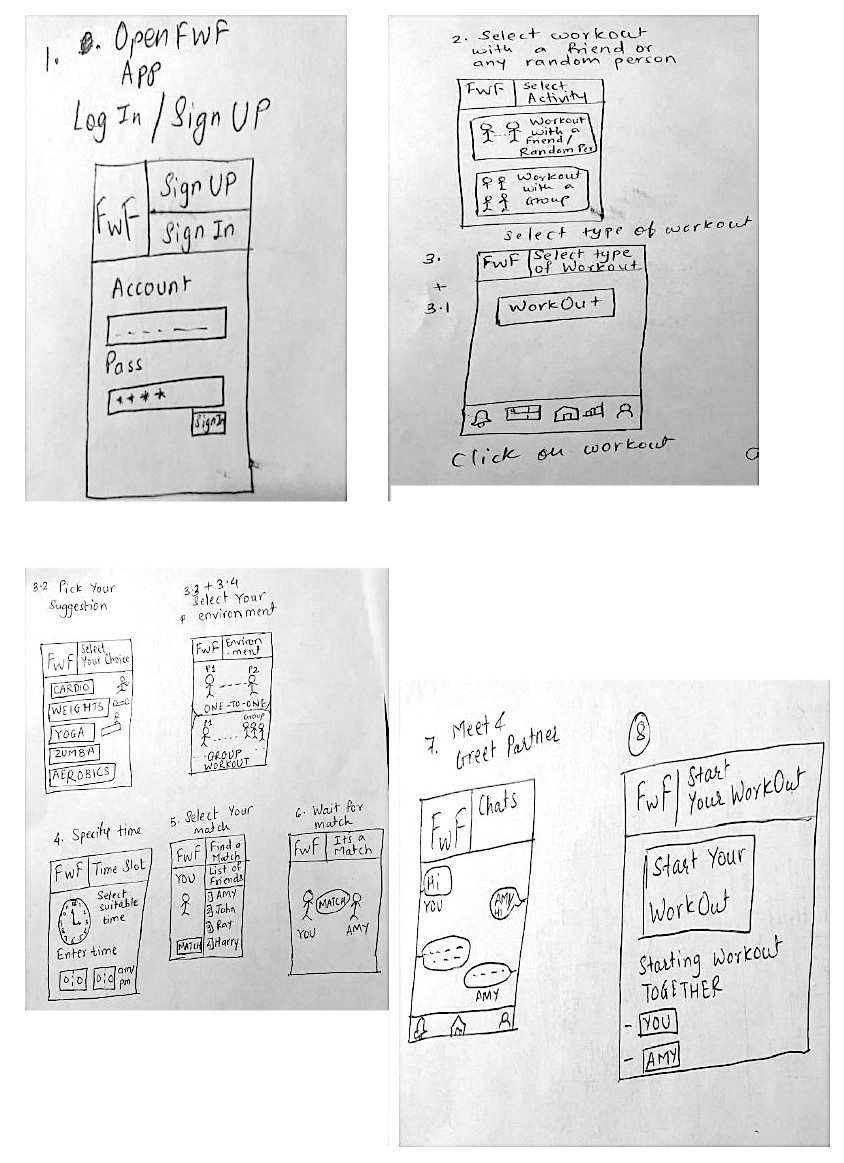 1. OpenFWF
App
Log In / Sign UP
FWF
Sign UP
Sign In
Account
Pass
****
Sign In
2. Select workout
with a friend or
any random person
FWF
Select
Activity
Workout
with a
Friend/
Random Per
Workout
with a
Group
Select type of workout
3.
+
3.1
FWF
Select type
of Workout
WorkOut
Click on workout
3.2 Pick Your
Suggestion
FWF
Select
Your Choice
CARDIO
WEIGHTS
YOGA
ZUMBA
AEROBICS
3.3 + 3.4
Select Your
environment
FWF
Environ
-ment
P1 P2
ONE-TO-ONE
P1 GROUP
GROUP
WORKOUT
4. Specify time
FWF
Time Slot
Select
suitable
time
Enter time
0:0 0:0 am/
pm
5. Select Your
match
FWF
Find a
Match
YOU
List of
Friends
1) AMY
2) John
3) Ray
4) Harry
MATCH
6. Wait for
match
FWF
It's a
Match
MATCH
YOU AMY
7. Meet &
Greet Partner
FWF
Chats
Hi
YOU
AMY
Hi
AMY
8
FWF
Start
Your WorkOut
Start Your
WorkOut
Starting Workout
TOGETHER
- YOU
- AMY